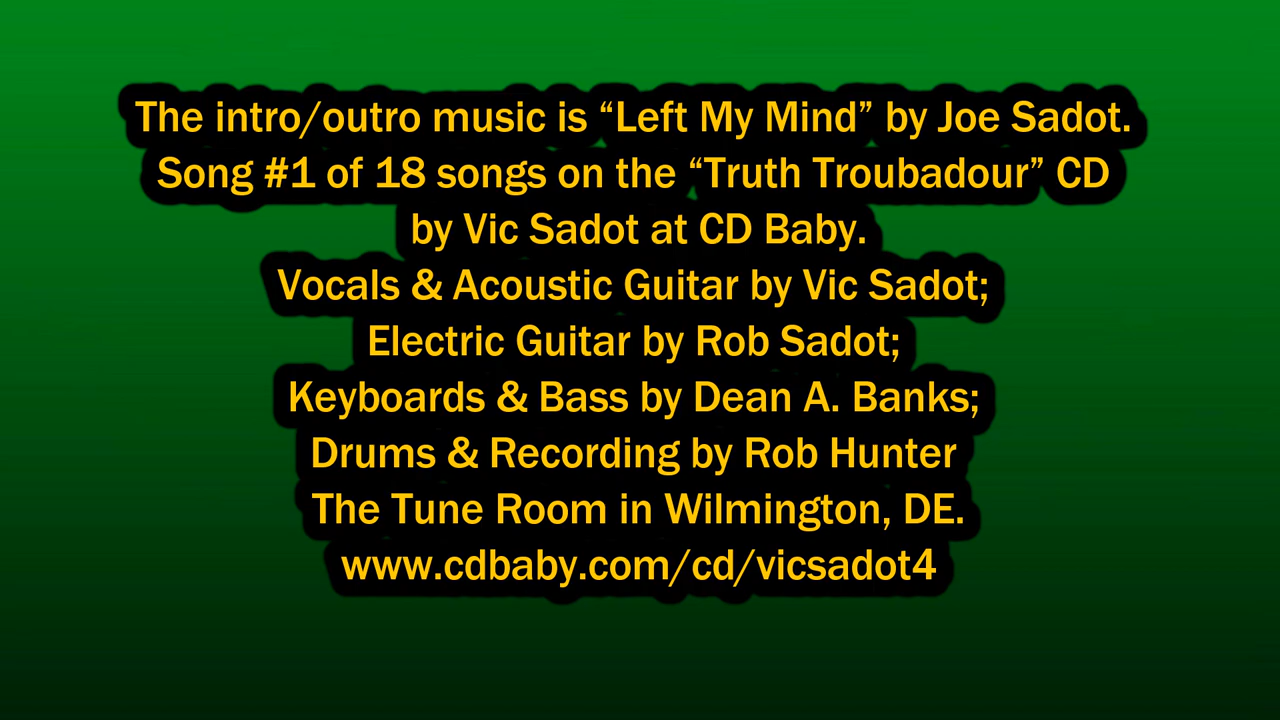 The intro/outro music is “Left My Mind” by Joe Sadot.
Song #1 of 18 songs on the “Truth Troubadour” CD
by Vic Sadot at CD Baby.
Vocals & Acoustic Guitar by Vic Sadot;
Electric Guitar by Rob Sadot;
Keyboards & Bass by Dean A. Banks;
Drums & Recording by Rob Hunter
The Tune Room in Wilmington, DE.
www.cdbaby.com/cd/vicsadot4